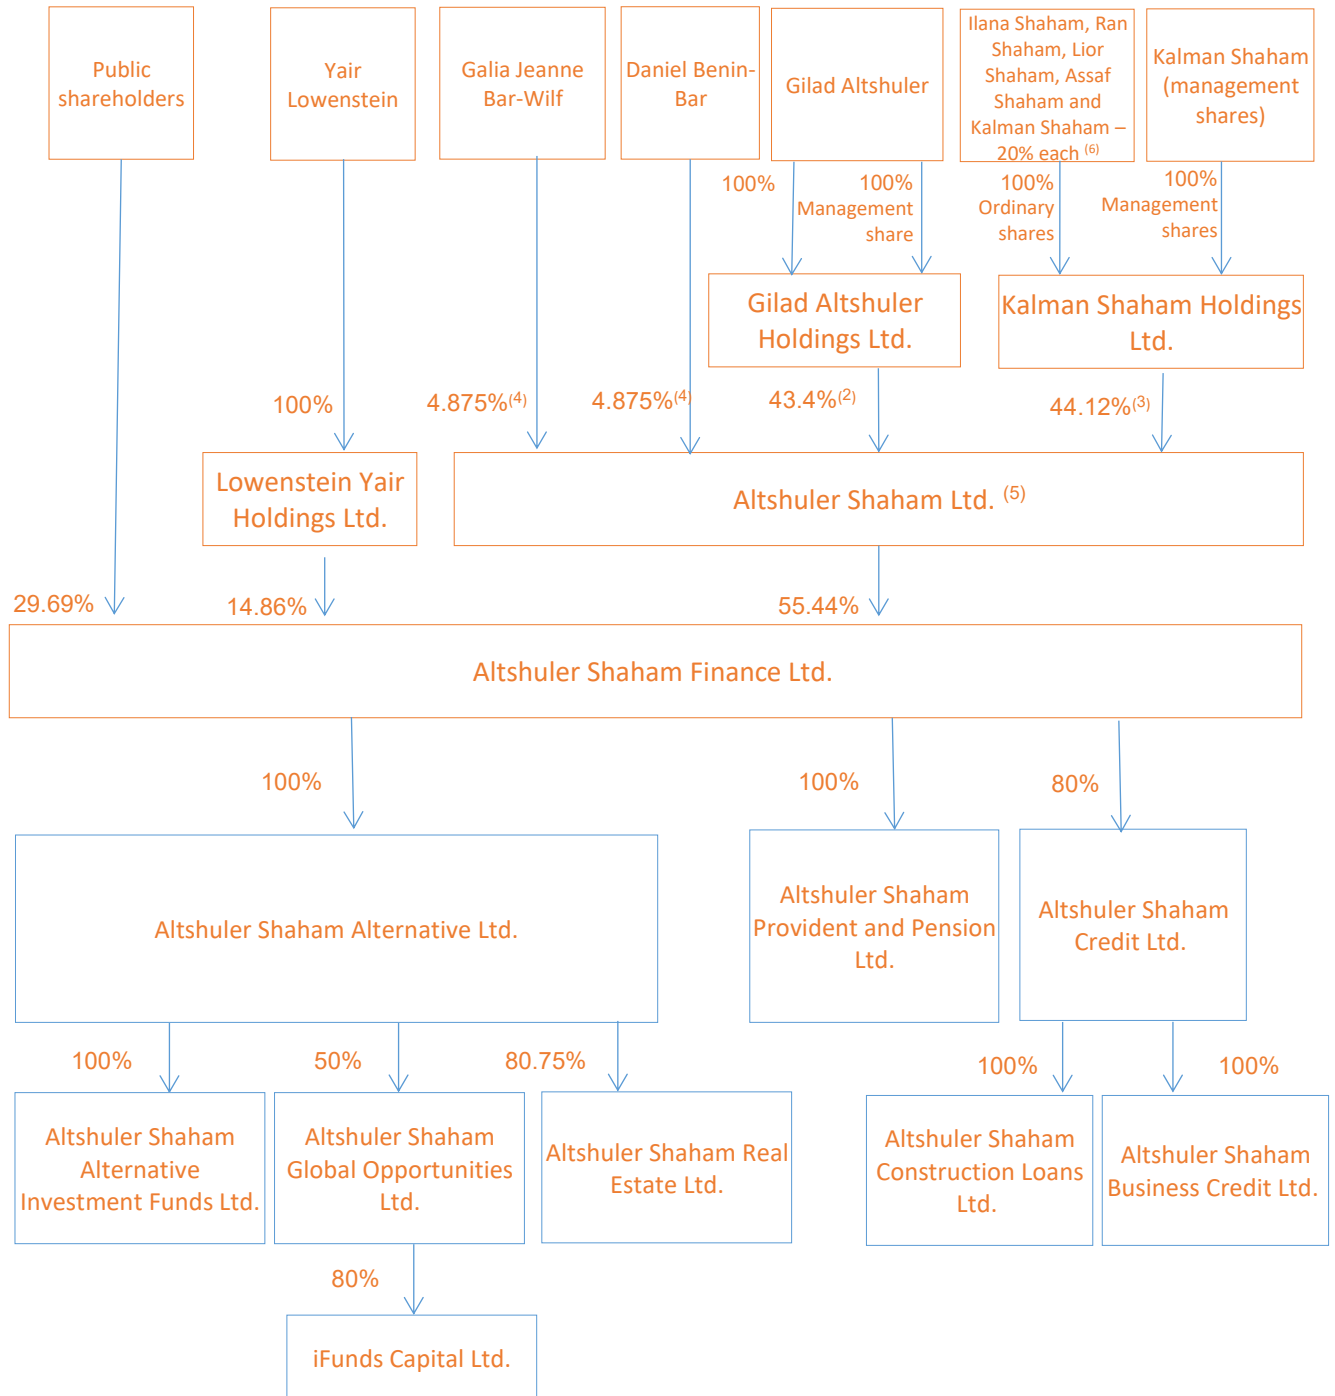 Public
shareholders
Yair
Lowenstein
Galia Jeanne
Bar-Wilf
Daniel Benin-
Bar
Gilad Altshuler
Ilana Shaham, Ran
Shaham, Lior
Shaham, Assaf
Shaham and
Kalman Shaham –
20% each (6)
Kalman Shaham
(management
shares)
100%
100%
Management
share
100%
Ordinary
shares
100%
Management
shares
Gilad Altshuler
Holdings Ltd.
Kalman Shaham Holdings
Ltd.
100%
4.875%(4)
4.875%(4)
43.4%(2)
44.12%(3)
Lowenstein Yair
Holdings Ltd.
Altshuler Shaham Ltd. (5)
29.69%
14.86%
55.44%
Altshuler Shaham Finance Ltd.
100%
100%
80%
Altshuler Shaham Alternative Ltd.
Altshuler Shaham
Provident and Pension
Ltd.
Altshuler Shaham
Credit Ltd.
100%
50%
80.75%
100%
100%
Altshuler Shaham
Alternative
Investment Funds Ltd.
Altshuler Shaham
Global Opportunities
Ltd.
Altshuler Shaham Real
Estate Ltd.
Altshuler Shaham
Construction Loans
Ltd.
Altshuler Shaham
Business Credit Ltd.
80%
iFunds Capital Ltd.